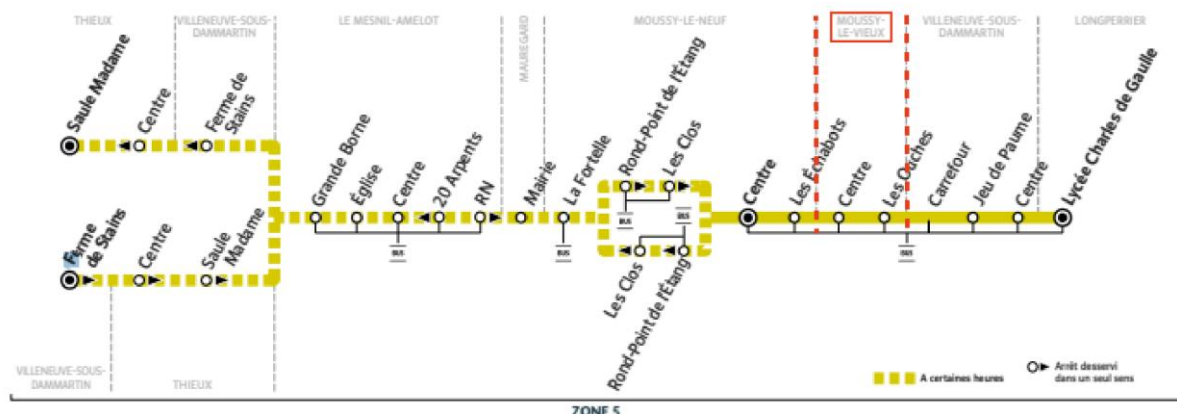 THIEUX
VILLENEUVE-SOUS-
DAMMARTIN
LE MESNIL-AMELOT
MAUREGARD
MOUSSY-LE-NEUF
MOUSSY-
LE-VIEUX
VILLENEUVE-SOUS-
DAMMARTIN
LONGPERRIER
Saule Madame
Centre
Ferme de
Stains
Grande Borne
Église
Centre
20 Arpents
RN
Mairie
La Fortelle
Rond-Point de l'Étang
Les Clos
Centre
Les Échabots
Centre
Les Ouches
Carrefour
Jeu de Paume
Centre
Lycée Charles de Gaulle
BUS
BUS
BUS
BUS
BUS
Ferme
de Stains
Centre
Saule
Madame
Les Clos
Rond-Point de l'Étang
VILLENEUVE-SOUS-
DAMMARTIN
THIEUX
A certaines heures
Arrêt desservi
dans un seul sens
ZONE 5